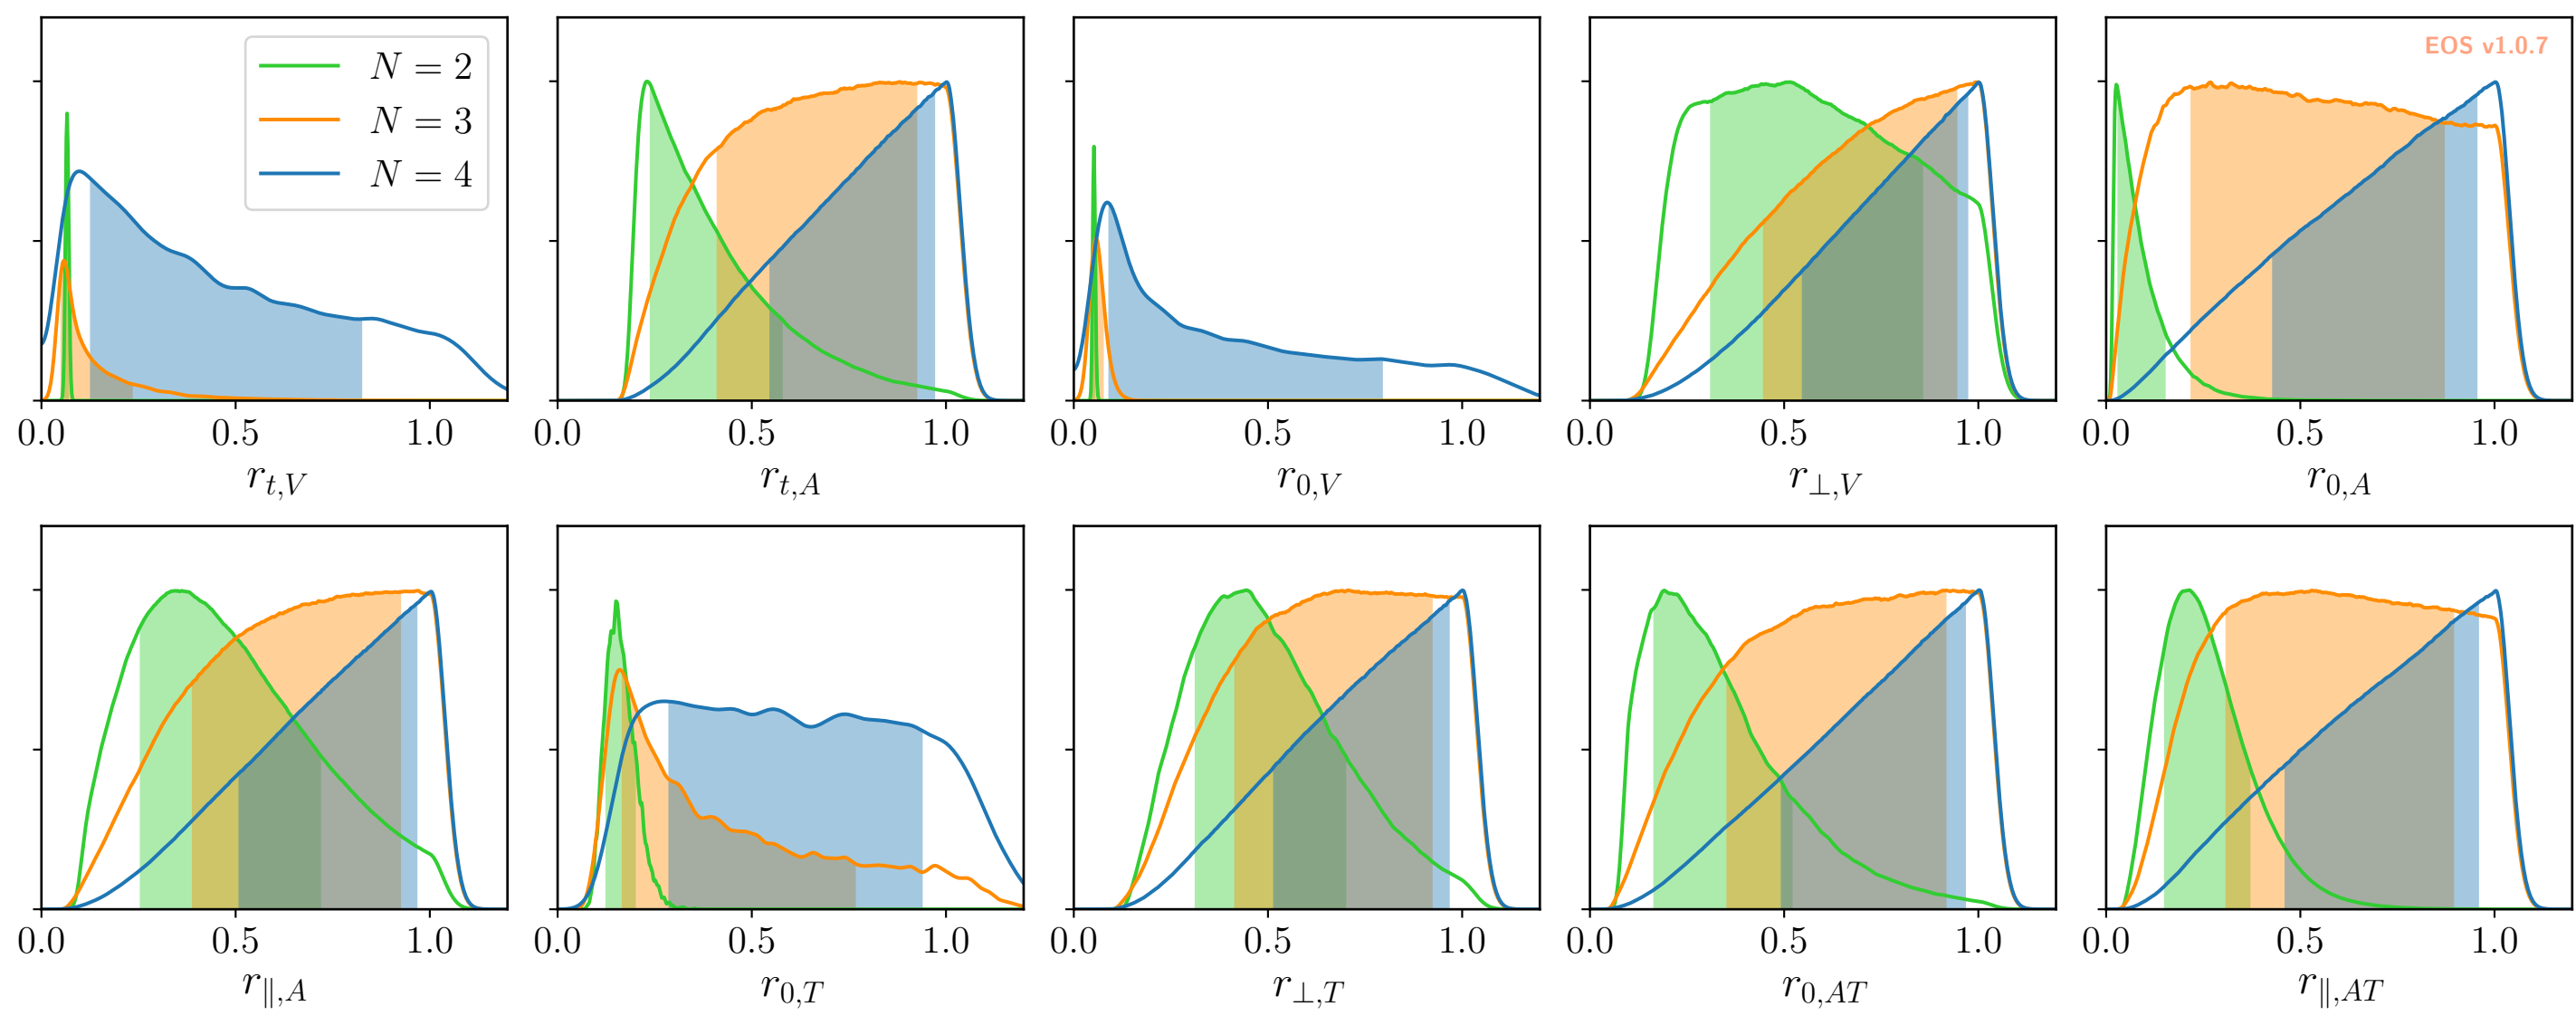 N = 2
N = 3
N = 4
EOS v1.0.7
0.0 0.5 1.0 0.0 0.5 1.0 0.0 0.5 1.0 0.0 0.5 1.0 0.0 0.5 1.0
r_{t,V} r_{t,A} r_{0,V} r_{⊥,V} r_{0,A}
0.0 0.5 1.0 0.0 0.5 1.0 0.0 0.5 1.0 0.0 0.5 1.0 0.0 0.5 1.0
r_{∥,A} r_{0,T} r_{⊥,T} r_{0,AT} r_{∥,AT}